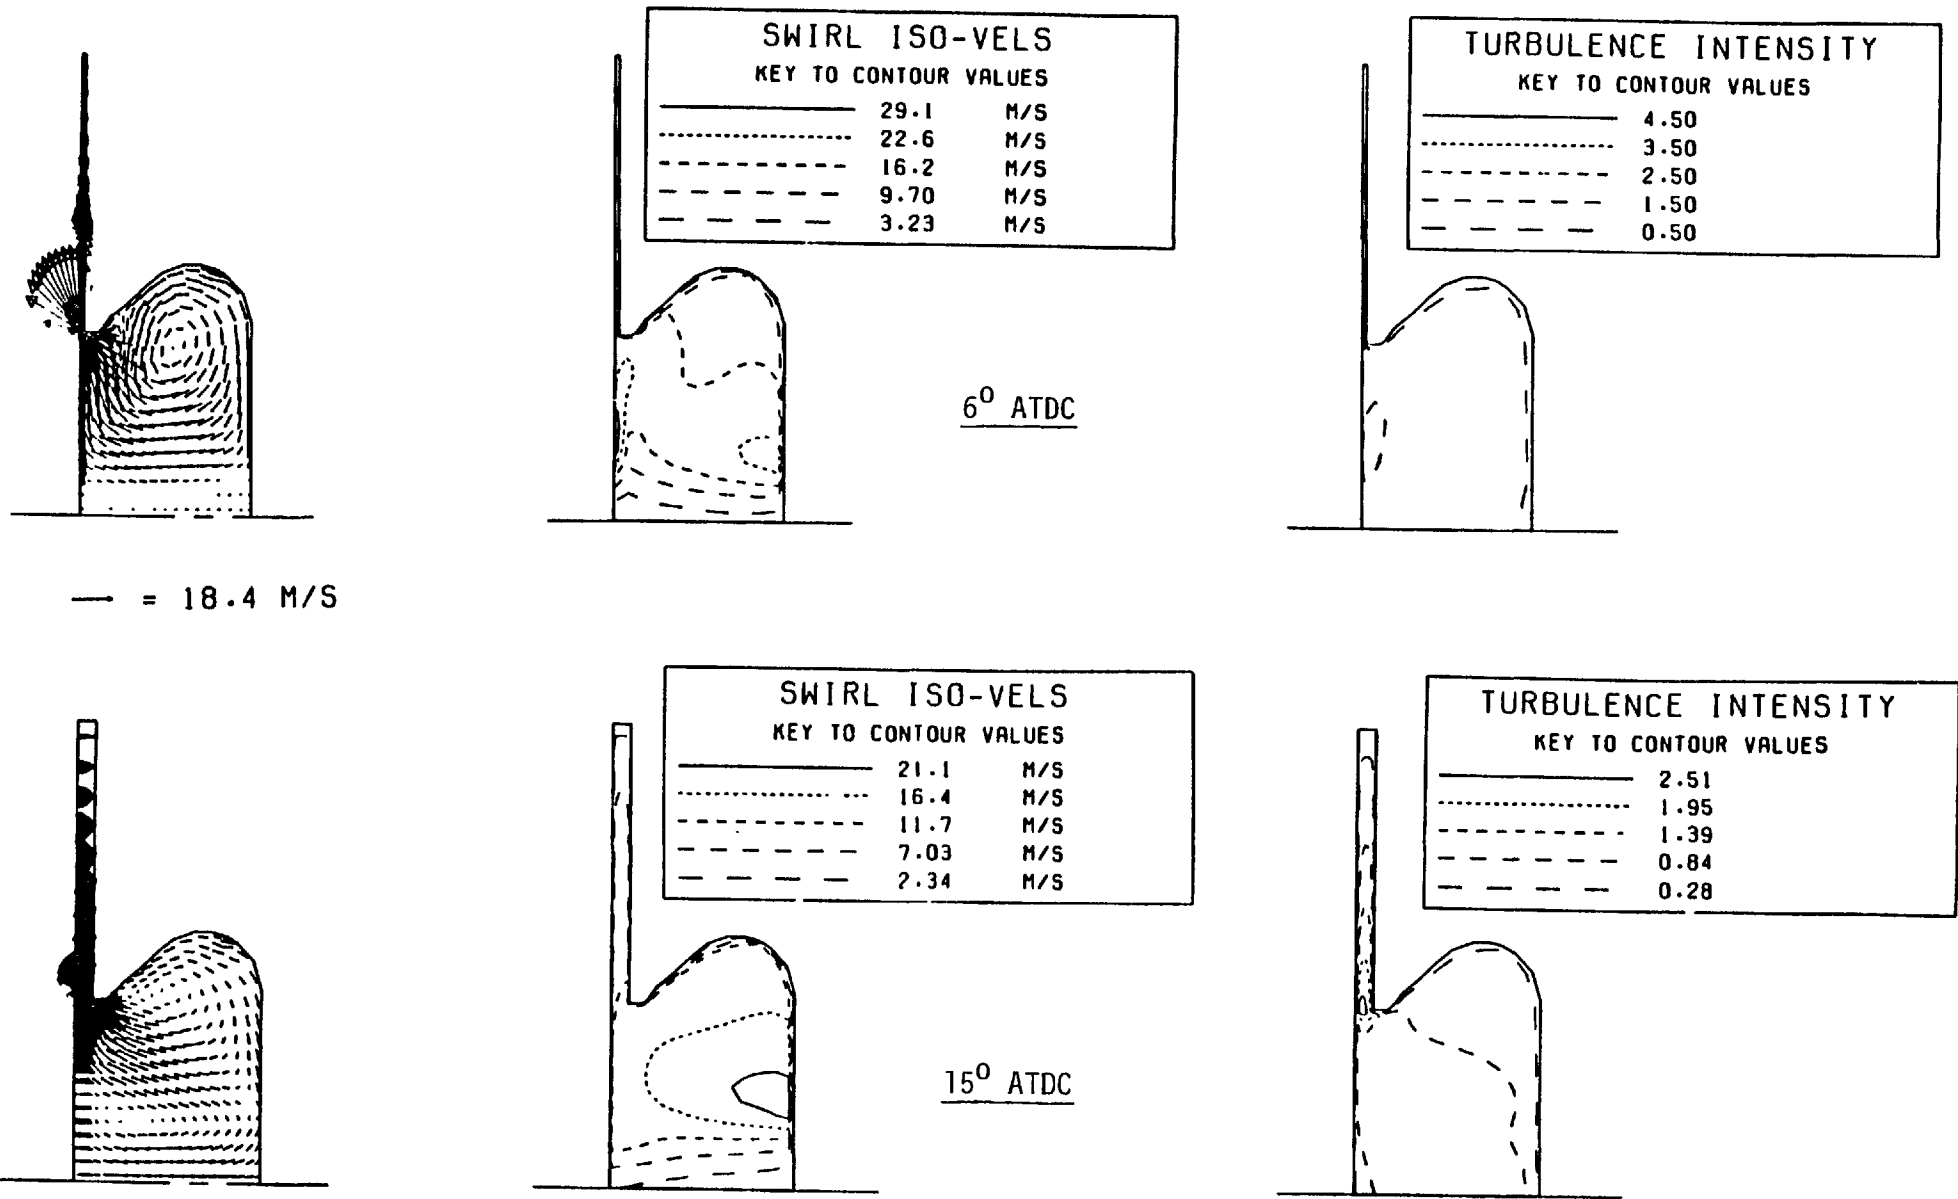 SWIRL ISO-VELS
KEY TO CONTOUR VALUES
29.1 M/S
22.6 M/S
16.2 M/S
9.70 M/S
3.23 M/S
TURBULENCE INTENSITY
KEY TO CONTOUR VALUES
4.50
3.50
2.50
1.50
0.50
6° ATDC
= 18.4 M/S
SWIRL ISO-VELS
KEY TO CONTOUR VALUES
21.1 M/S
16.4 M/S
11.7 M/S
7.03 M/S
2.34 M/S
TURBULENCE INTENSITY
KEY TO CONTOUR VALUES
2.51
1.95
1.39
0.84
0.28
15° ATDC